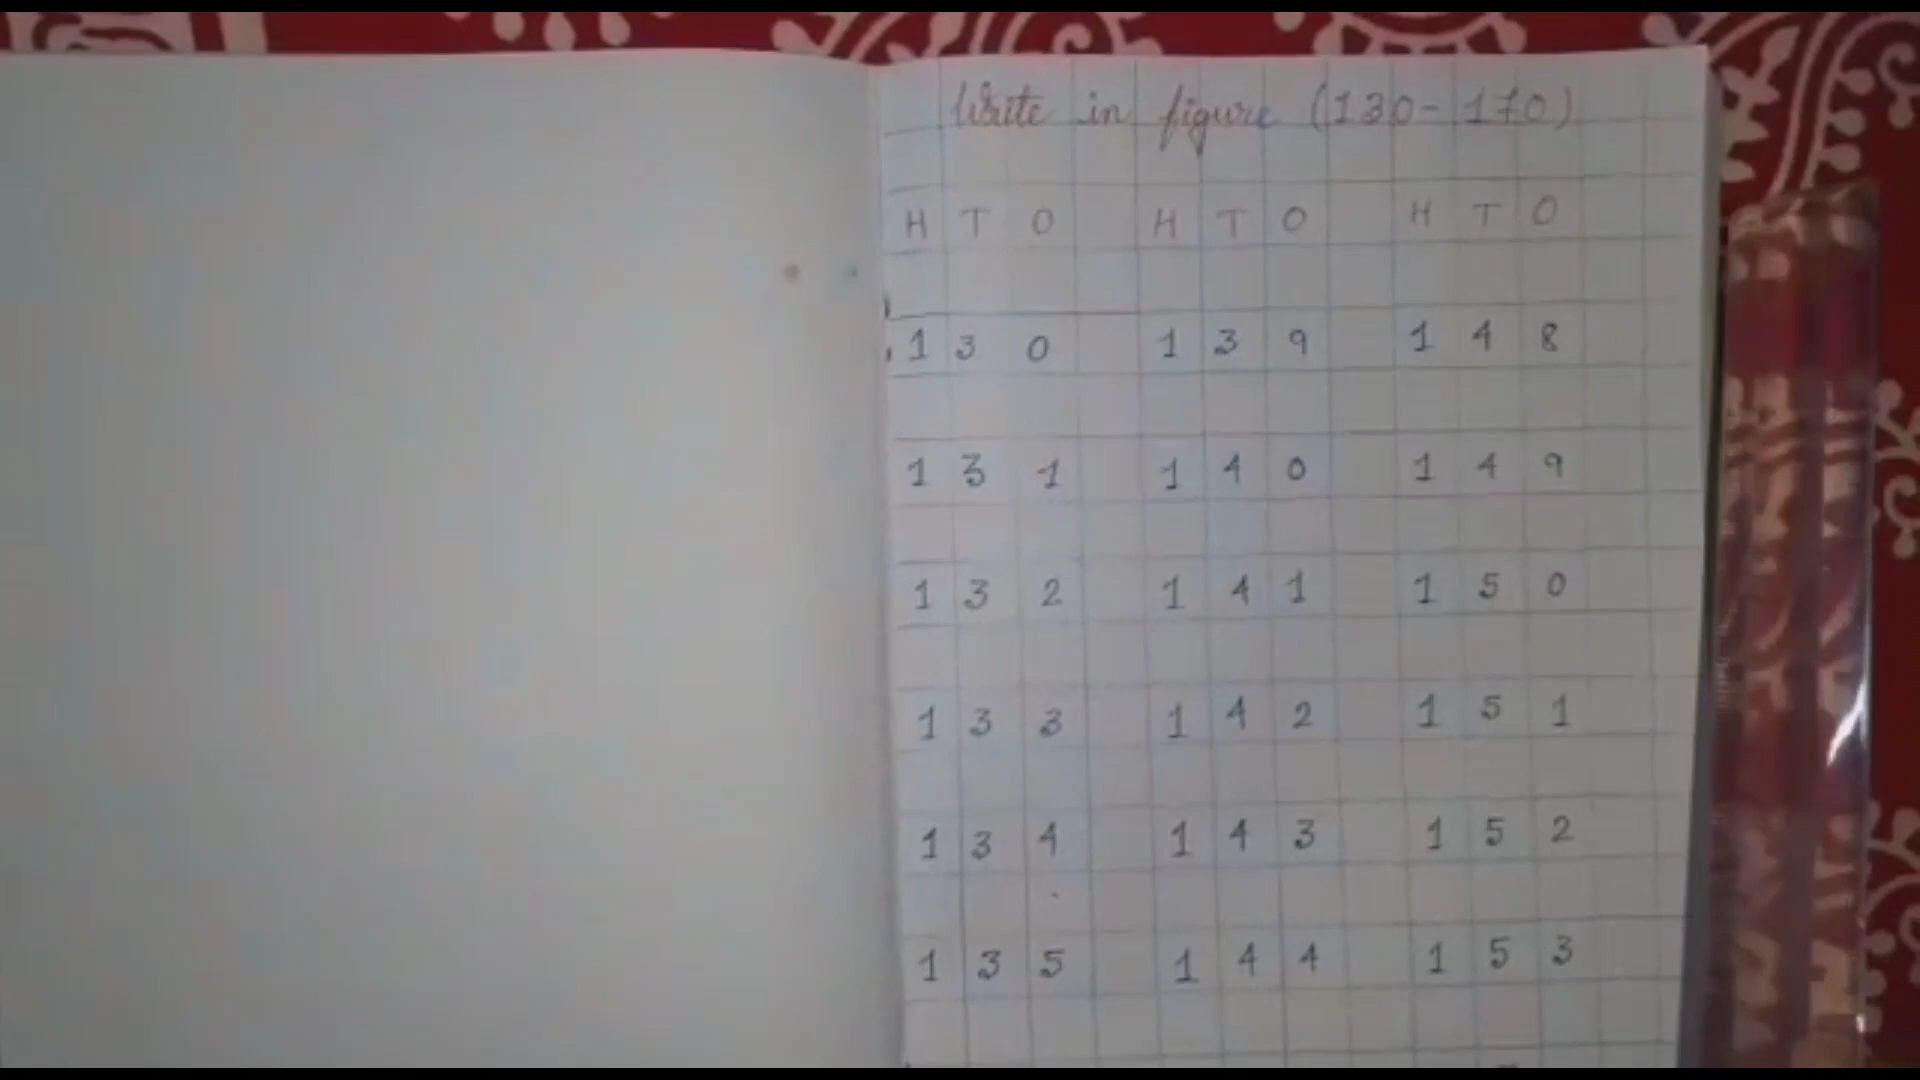 Write in figure (130-170)
H T O H T O H T O
1 3 0 1 3 9 1 4 8
1 3 1 1 4 0 1 4 9
1 3 2 1 4 1 1 5 0
1 3 3 1 4 2 1 5 1
1 3 4 1 4 3 1 5 2
1 3 5 1 4 4 1 5 3